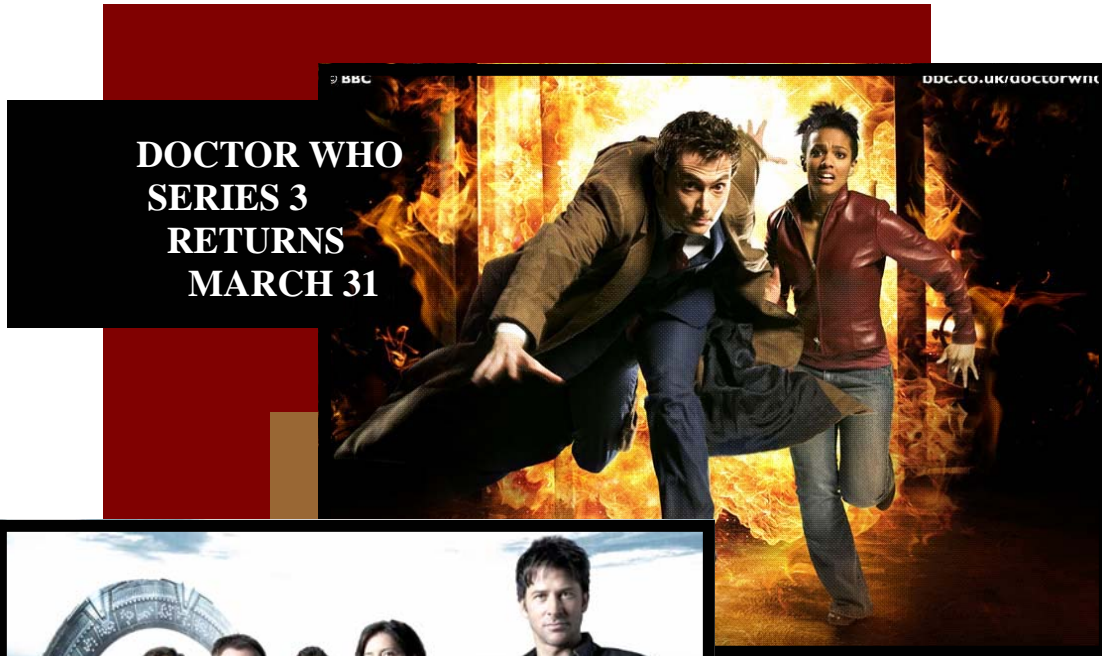 © BBC
bbc.co.uk/doctorwho
DOCTOR WHO
SERIES 3
RETURNS
MARCH 31